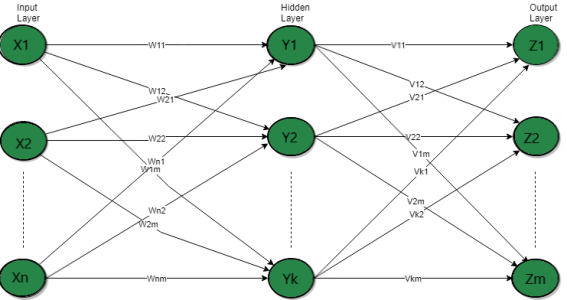 Input
Layer
Hidden
Layer
Output
Layer
X1
W11
Y1
V11
Z1
W12
W21
V12
V21
X2
W22
Y2
V22
Z2
Wn1
W1m
V1m
Vk1
Wn2
W2m
V2m
Vk2
Xn
Wnm
Yk
Vkm
Zm